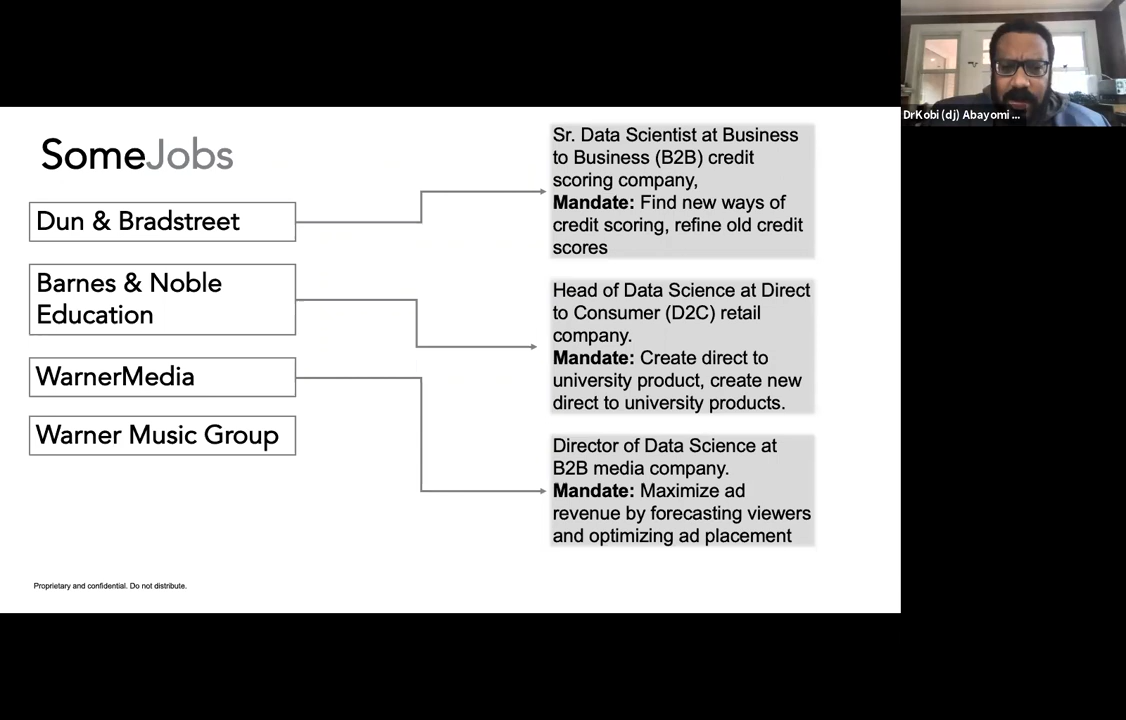 SomeJobs
Dun & Bradstreet
Barnes & Noble
Education
WarnerMedia
Warner Music Group
Sr. Data Scientist at Business
to Business (B2B) credit
scoring company,
Mandate: Find new ways of
credit scoring, refine old credit
scores
Head of Data Science at Direct
to Consumer (D2C) retail
company.
Mandate: Create direct to
university product, create new
direct to university products.
Director of Data Science at
B2B media company.
Mandate: Maximize ad
revenue by forecasting viewers
and optimizing ad placement
Proprietary and confidential. Do not distribute.
DrKobi (dj) Abayomi ...